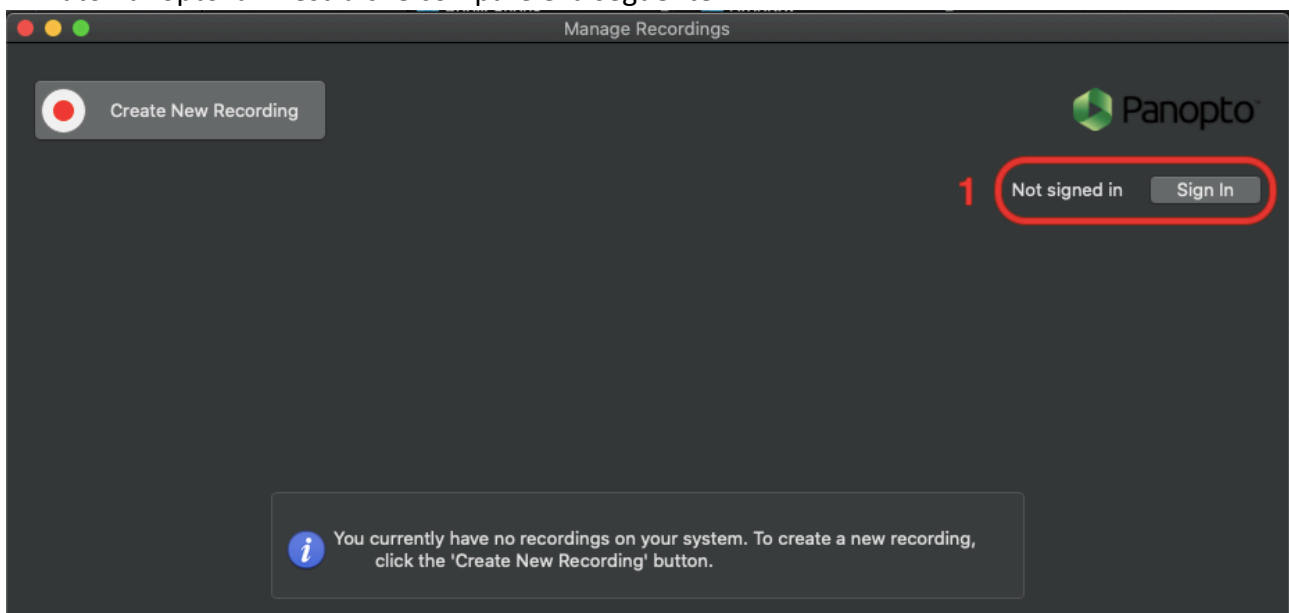 Manage Recordings
Create New Recording
Panopto
1
Not signed in
Sign In
You currently have no recordings on your system. To create a new recording,
click the 'Create New Recording' button.